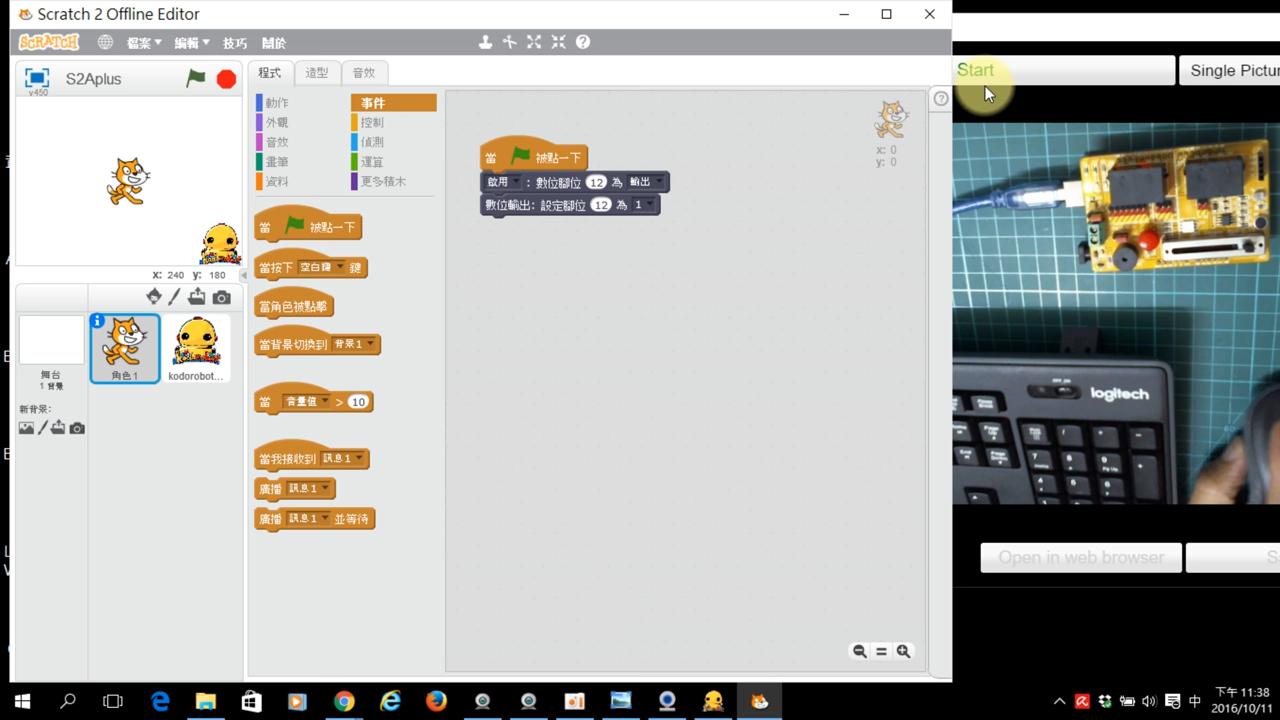 Scratch 2 Offline Editor
SCRATCH 檔案 編輯 技巧 關於
v450
S2Aplus
x: 240 y: 180
舞台
1 背景
新背景:
角色1
kodorobot...
程式 造型 音效
動作 事件
外觀 控制
音效 偵測
畫筆 運算
資料 更多積木
當 被點一下
當按下 空白鍵 鍵
當角色被點擊
當背景切換到 背景1
當 音量值 > 10
當我接收到 訊息1
廣播 訊息1
廣播 訊息1 並等待
當 被點一下
啟用 : 數位腳位 12 為 輸出
數位輸出: 設定腳位 12 為 1
x: 0
y: 0
Start
Single Pictu
logitech
Open in web browser
中
下午 11:38
2016/10/11